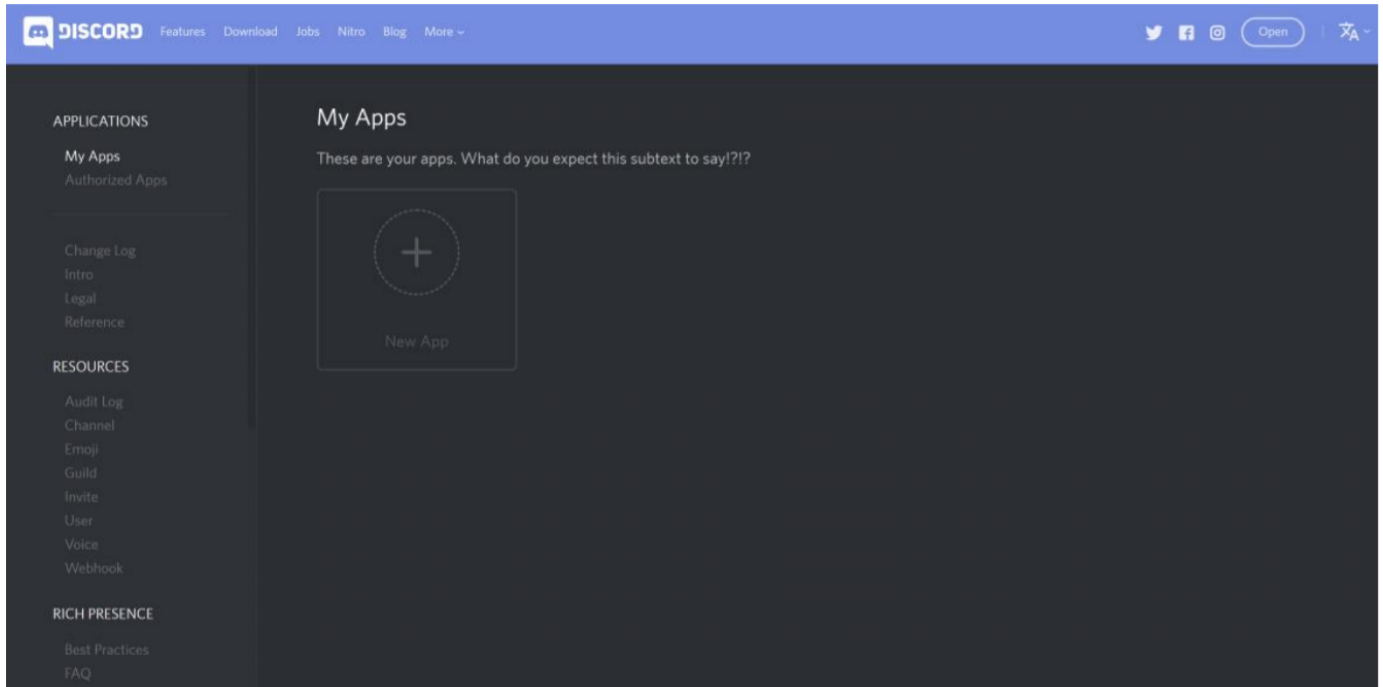 DISCORD Features Download Jobs Nitro Blog More Open
APPLICATIONS
My Apps
Authorized Apps
Change Log
Intro
Legal
Reference
RESOURCES
Audit Log
Channel
Emoji
Guild
Invite
User
Voice
Webhook
RICH PRESENCE
Best Practices
FAQ
My Apps
These are your apps. What do you expect this subtext to say!?!?
New App